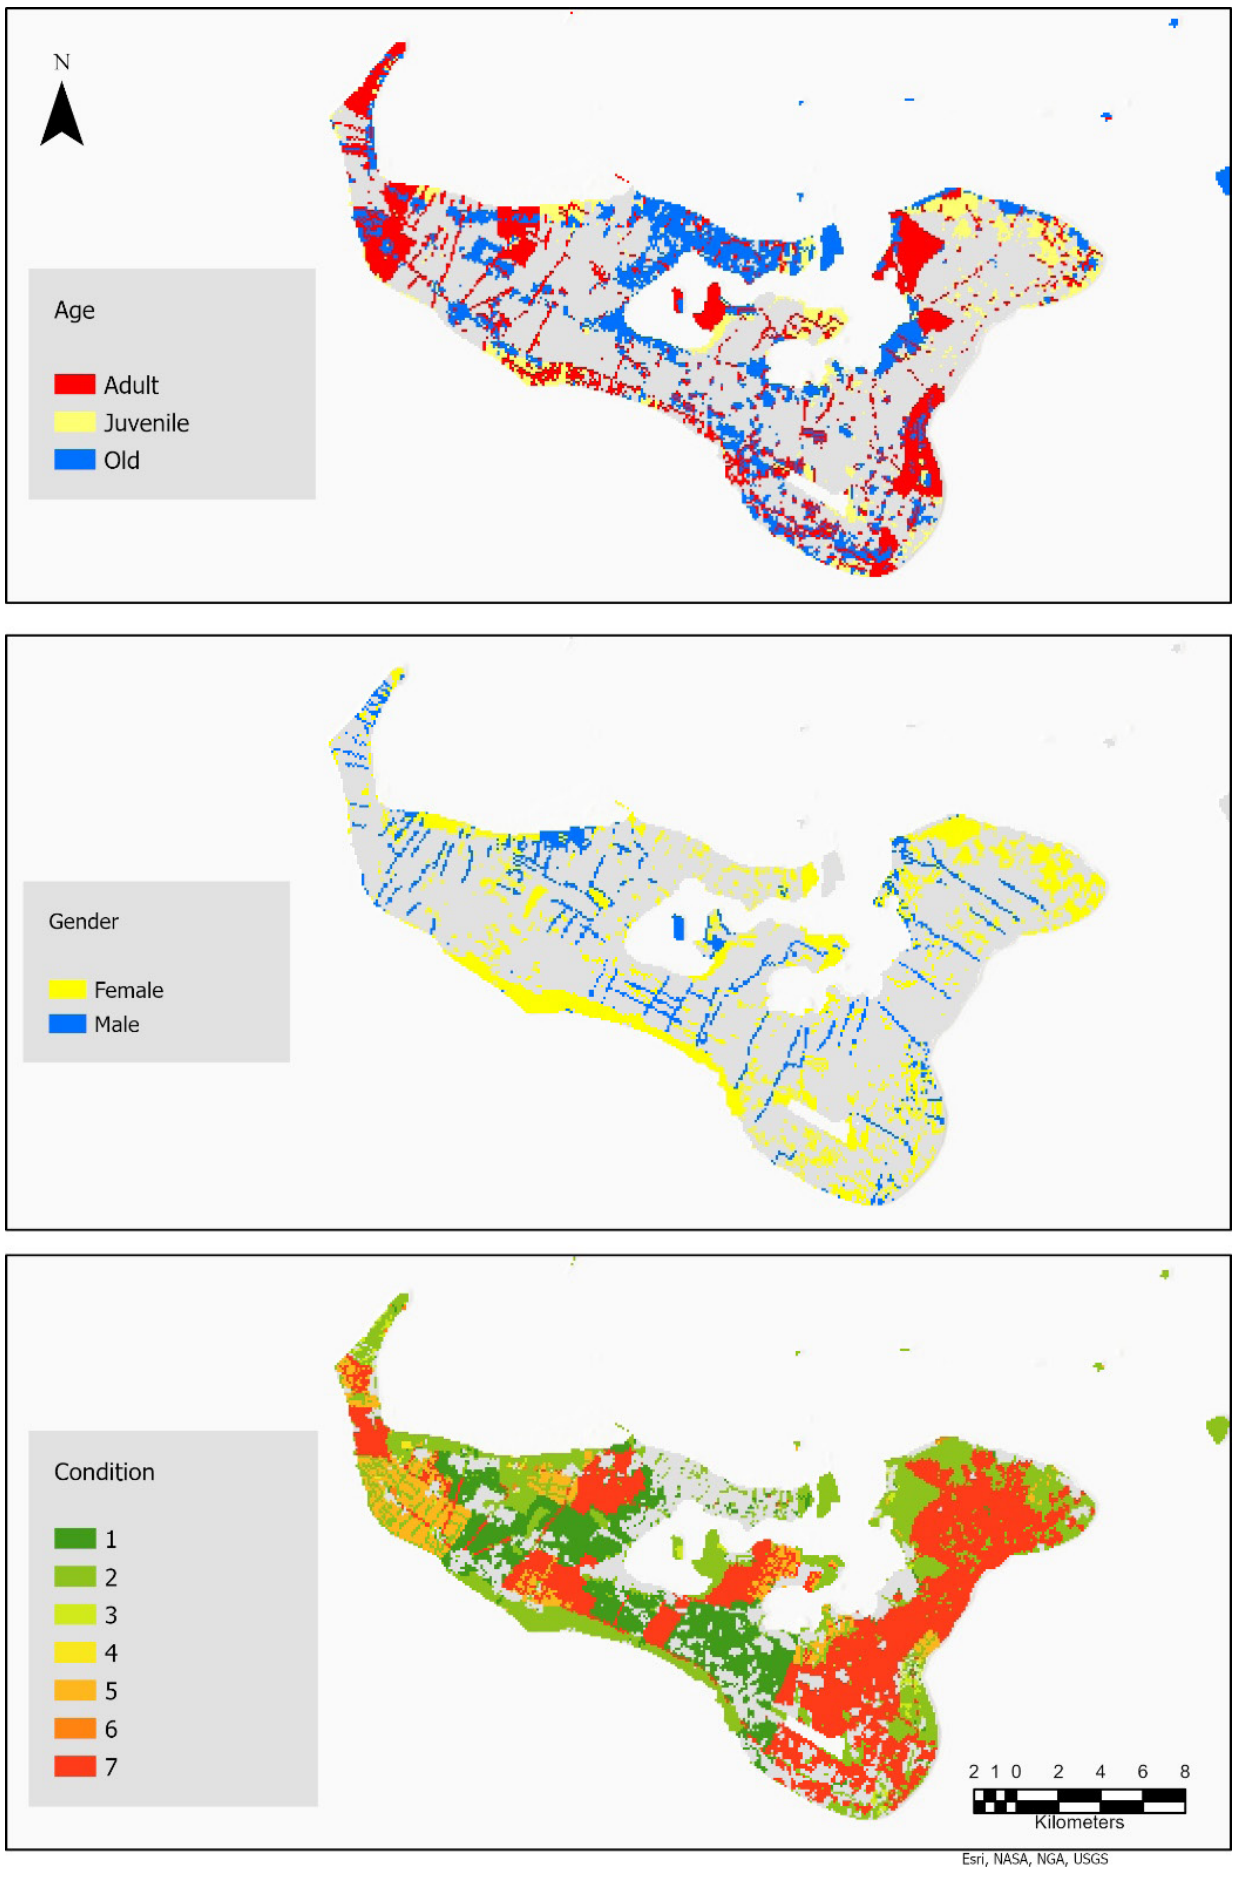 N
Age
Adult
Juvenile
Old
Gender
Female
Male
Condition
1
2
3
4
5
6
7
2 1 0 2 4 6 8
Kilometers
Esri, NASA, NGA, USGS